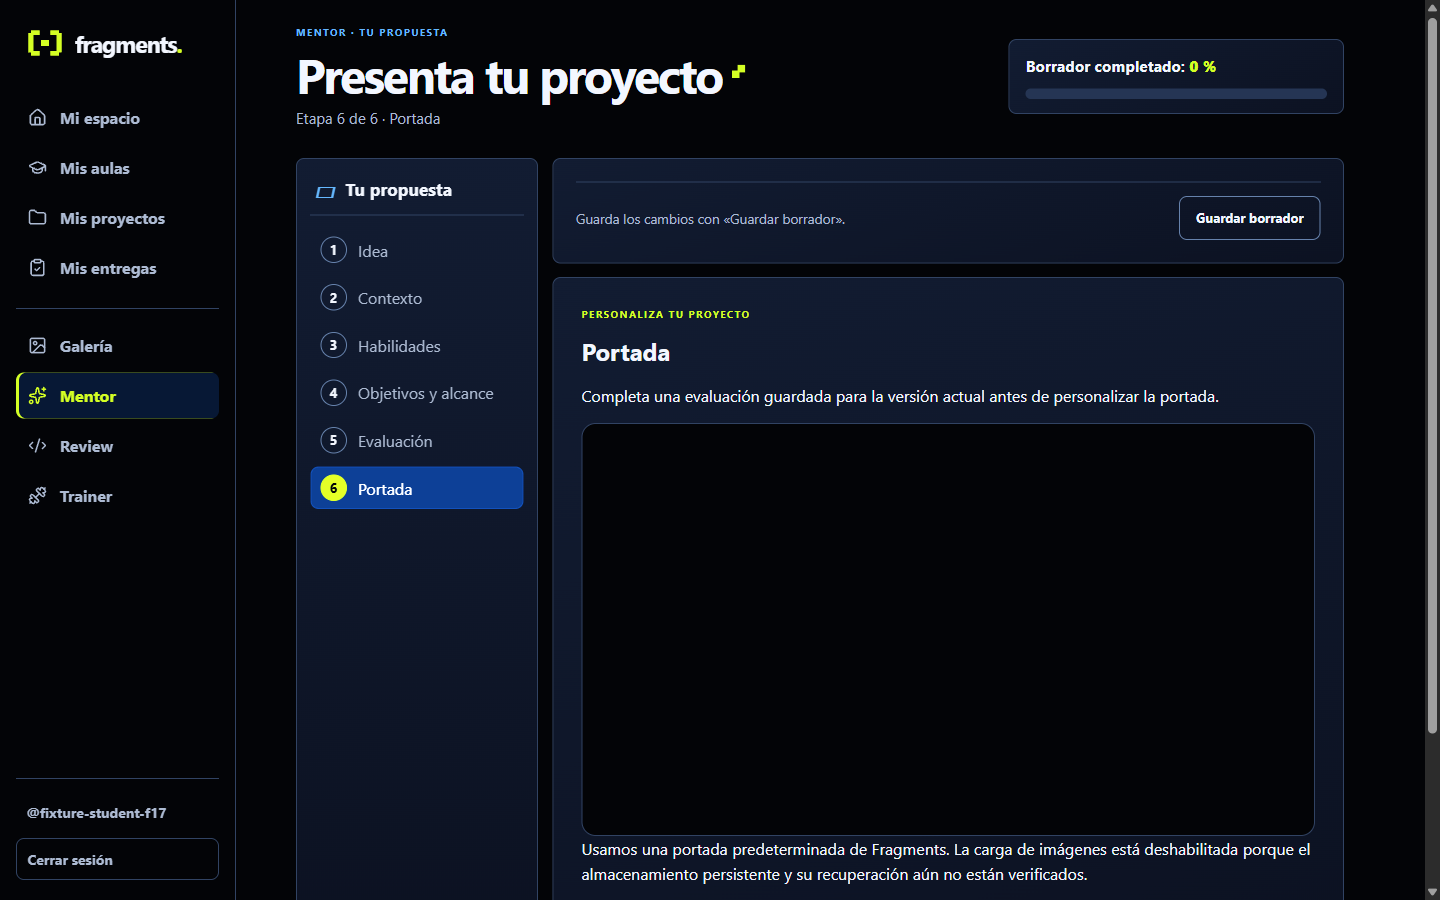 fragments.
Mi espacio
Mis aulas
Mis proyectos
Mis entregas
Galería
Mentor
Review
Trainer
@fixture-student-f17
Cerrar sesión
MENTOR · TU PROPUESTA
Presenta tu proyecto
Etapa 6 de 6 · Portada
Borrador completado: 0 %
Tu propuesta
1 Idea
2 Contexto
3 Habilidades
4 Objetivos y alcance
5 Evaluación
6 Portada
Guarda los cambios con «Guardar borrador».
Guardar borrador
PERSONALIZA TU PROYECTO
Portada
Completa una evaluación guardada para la versión actual antes de personalizar la portada.
Usamos una portada predeterminada de Fragments. La carga de imágenes está deshabilitada porque el
almacenamiento persistente y su recuperación aún no están verificados.